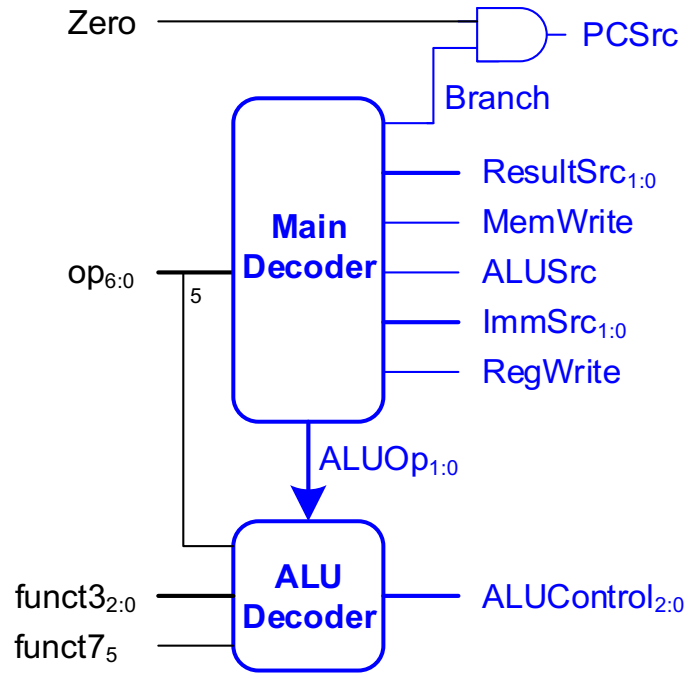 Zero
PCSrc
Branch
ResultSrc1:0
Main
Decoder
MemWrite
op6:0
5
ALUSrc
ImmSrc1:0
RegWrite
ALUOp1:0
ALU
Decoder
funct32:0
ALUControl2:0
funct75